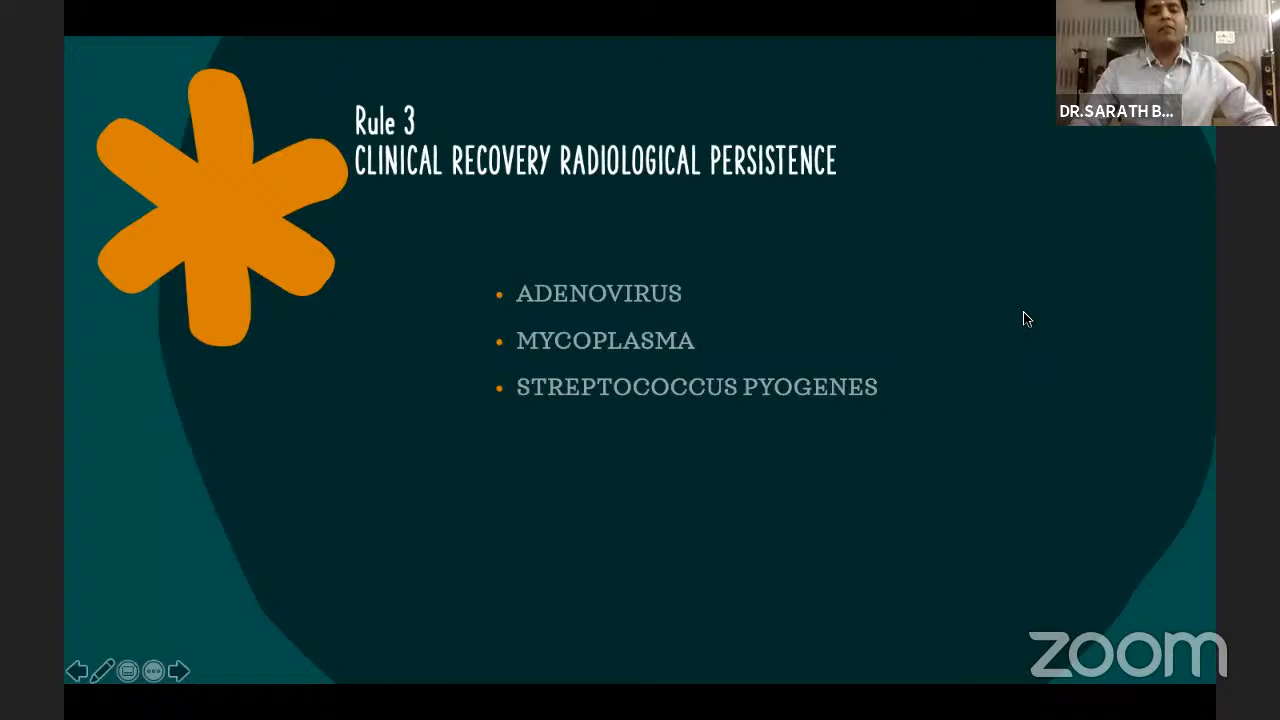 Rule 3
CLINICAL RECOVERY RADIOLOGICAL PERSISTENCE
• ADENOVIRUS
• MYCOPLASMA
• STREPTOCOCCUS PYOGENES
DR.SARATH B...
zoom